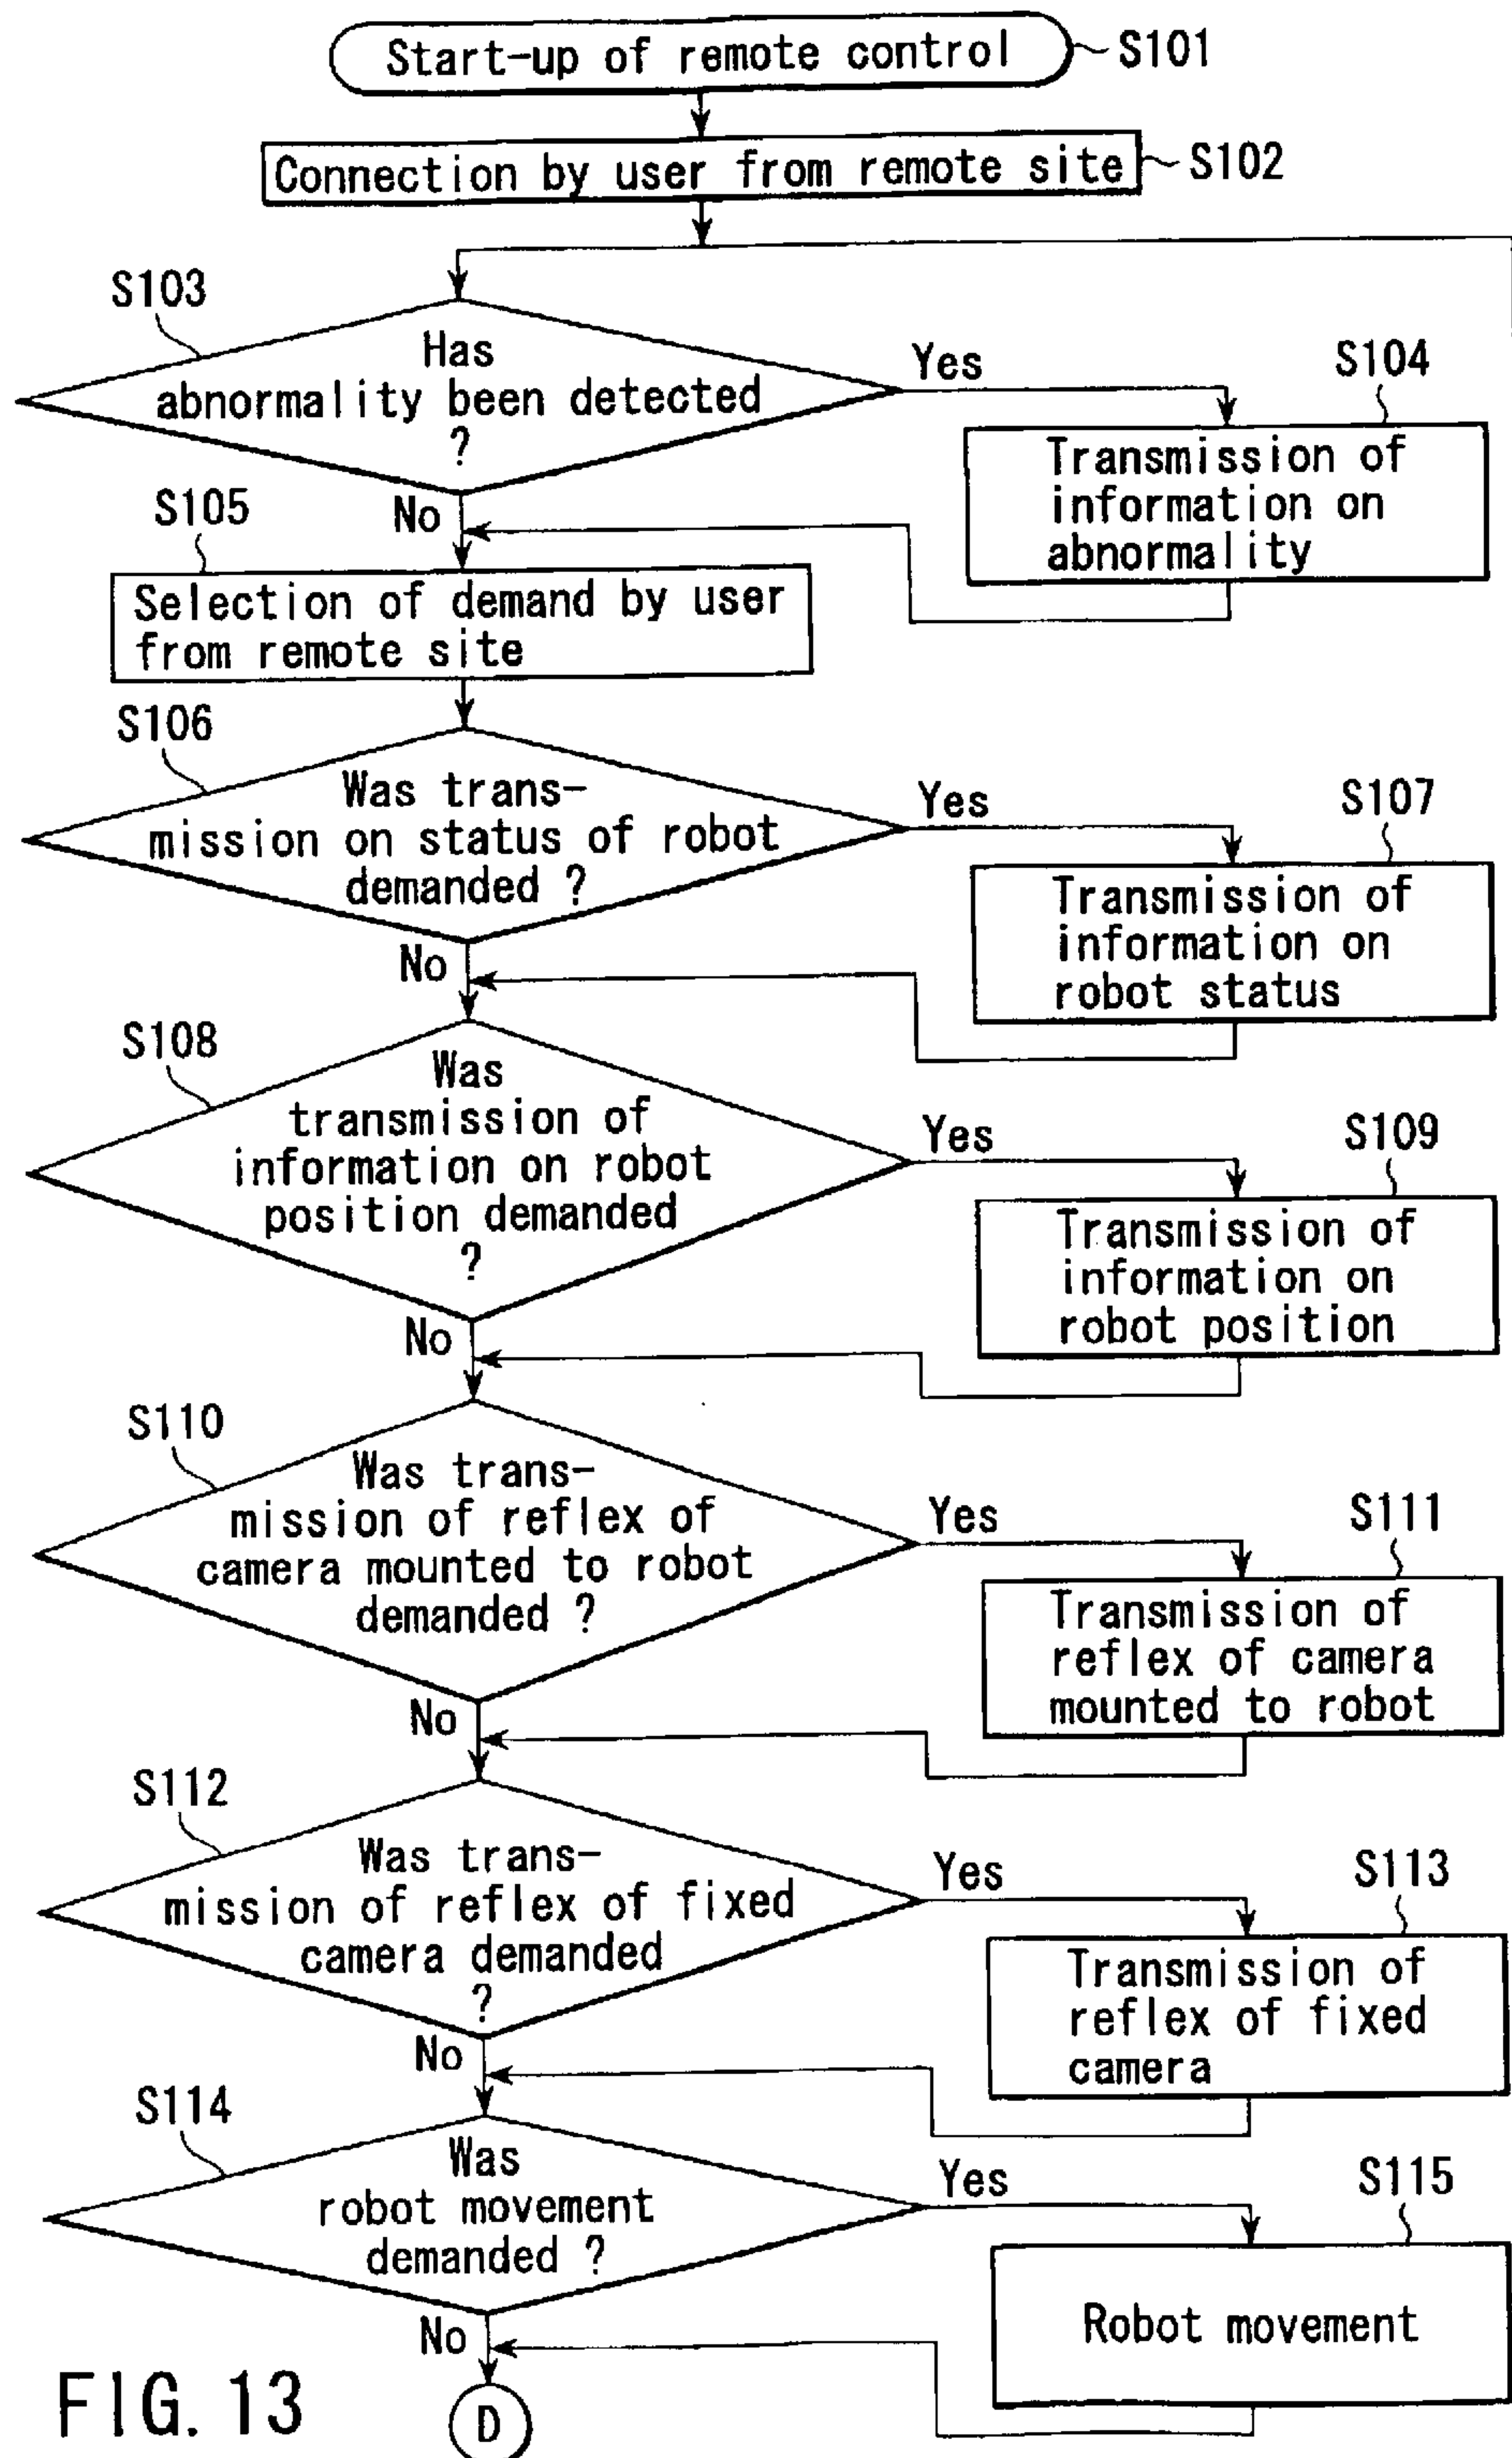 Start-up of remote control
S101
Connection by user from remote site
S102
S103
Has
abnormality been detected
?
Yes
S104
Transmission of
information on
abnormality
No
S105
Selection of demand by user
from remote site
S106
Was trans-
mission on status of robot
demanded ?
Yes
S107
Transmission of
information on
robot status
No
S108
Was
transmission of
information on robot
position demanded
?
Yes
S109
Transmission of
information on
robot position
No
S110
Was trans-
mission of reflex of
camera mounted to robot
demanded ?
Yes
S111
Transmission of
reflex of camera
mounted to robot
No
S112
Was trans-
mission of reflex of fixed
camera demanded
?
Yes
S113
Transmission of
reflex of fixed
camera
No
S114
Was
robot movement
demanded ?
Yes
S115
Robot movement
No
D
FIG. 13